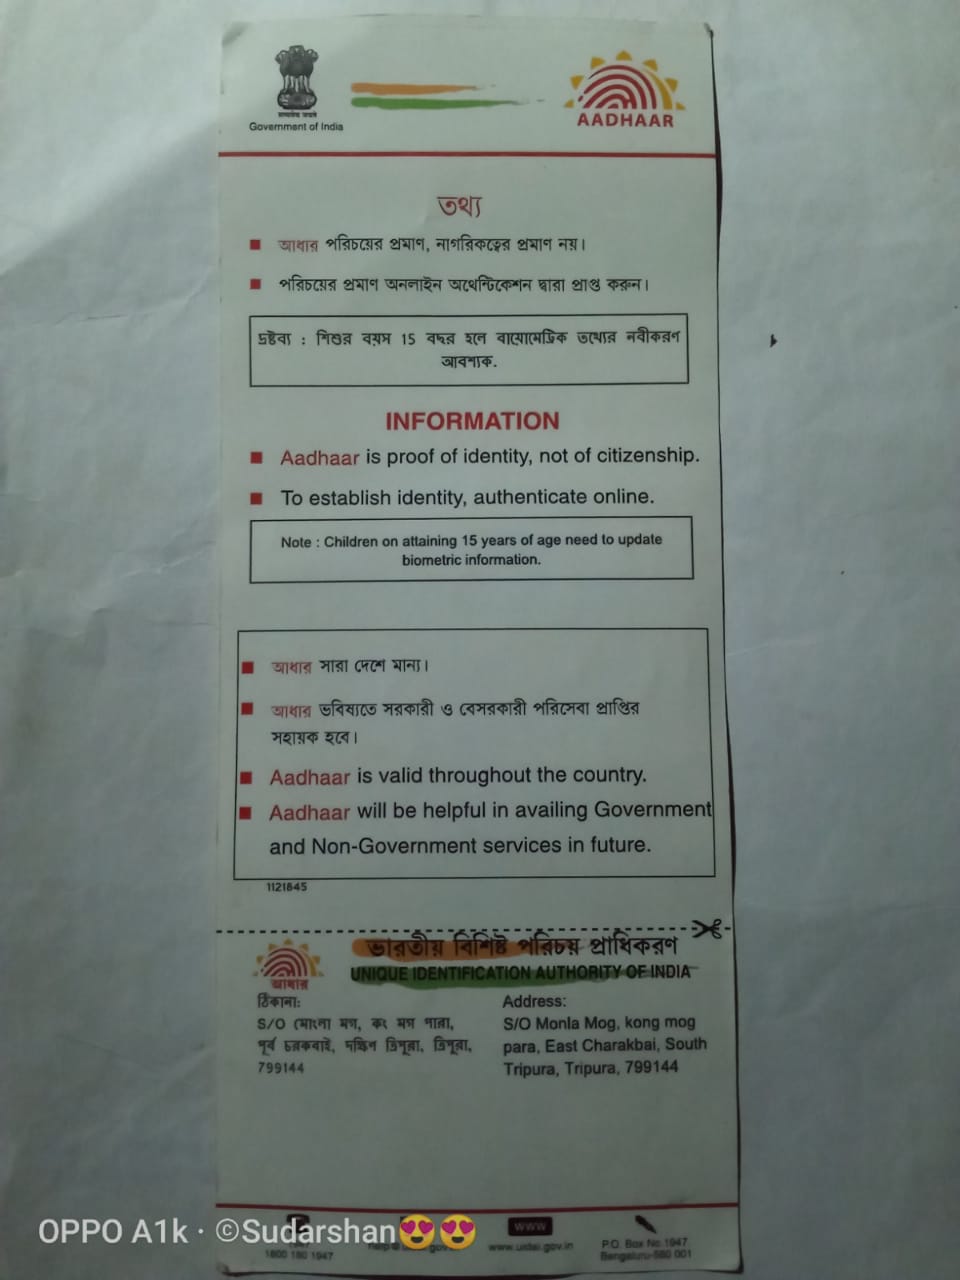 सत्यमेव जयते
Government of India
AADHAAR
তথ্য
আধার পরিচয়ের প্রমাণ, নাগরিকত্বের প্রমাণ নয়।
পরিচয়ের প্রমাণ অনলাইন অথেন্টিকেশন দ্বারা প্রাপ্ত করুন।
দ্রষ্টব্য : শিশুর বয়স 15 বছর হলে বায়োমেট্রিক তথ্যের নবীকরণ
আবশ্যক.
INFORMATION
Aadhaar is proof of identity, not of citizenship.
To establish identity, authenticate online.
Note : Children on attaining 15 years of age need to update
biometric information.
আধার সারা দেশে মান্য।
আধার ভবিষ্যতে সরকারী ও বেসরকারী পরিসেবা প্রাপ্তির
সহায়ক হবে।
Aadhaar is valid throughout the country.
Aadhaar will be helpful in availing Government
and Non-Government services in future.
1121845
ভারতীয় বিশিষ্ট পরিচয় প্রাধিকরণ
UNIQUE IDENTIFICATION AUTHORITY OF INDIA
আধার
ঠিকানা:
S/O মোংলা মগ, কং মগ পারা,
পূর্ব চরকবাই, দক্ষিণ ত্রিপুরা, ত্রিপুরা,
799144
Address:
S/O Monla Mog, kong mog
para, East Charakbai, South
Tripura, Tripura, 799144
OPPO A1k · ©Sudarshan😍😍
1800 180 1947
WWW
www.uidai.gov.in
P.O. Box No.1947,
Bengaluru-560 001